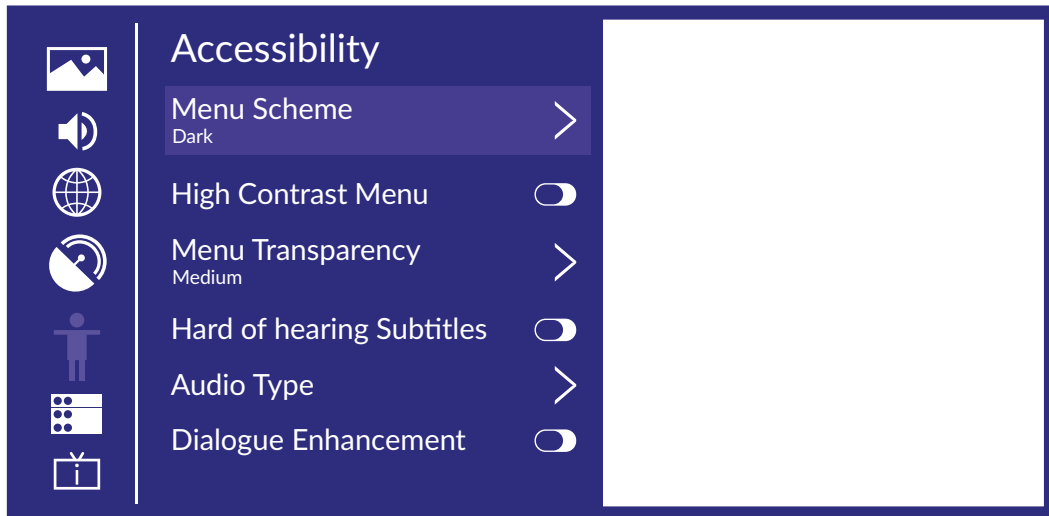 Accessibility
Menu Scheme
Dark
High Contrast Menu
Menu Transparency
Medium
Hard of hearing Subtitles
Audio Type
Dialogue Enhancement
i